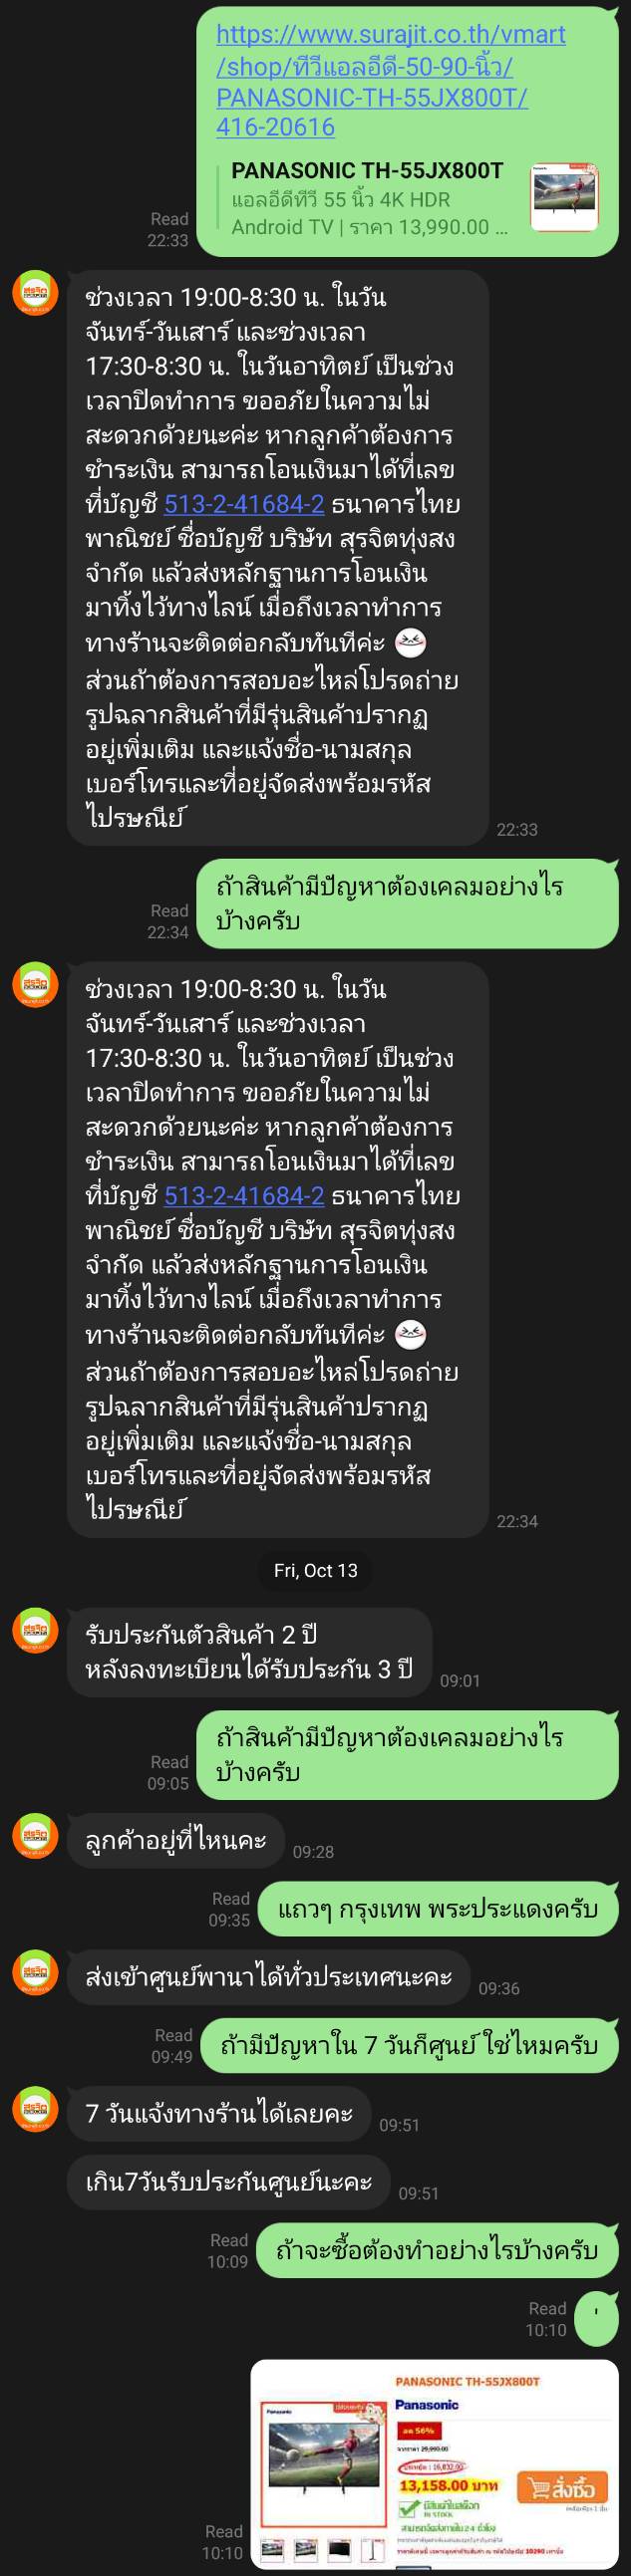 https://www.surajit.co.th/vmart
/shop/ทีวีแอลอีดี-50-90-นิ้ว/
PANASONIC-TH-55JX800T/
416-20616
PANASONIC TH-55JX800T
แอลอีดีทีวี 55 นิ้ว 4K HDR
Android TV | ราคา 13,990.00 ...
Read
22:33
ช่วงเวลา 19:00-8:30 น. ในวัน
จันทร์-วันเสาร์ และช่วงเวลา
17:30-8:30 น. ในวันอาทิตย์ เป็นช่วง
เวลาปิดทำการ ขออภัยในความไม่
สะดวกด้วยนะค่ะ หากลูกค้าต้องการ
ชำระเงิน สามารถโอนเงินมาได้ที่เลข
ที่บัญชี 513-2-41684-2 ธนาคารไทย
พาณิชย์ ชื่อบัญชี บริษัท สุรจิตทุ่งสง
จำกัด แล้วส่งหลักฐานการโอนเงิน
มาทิ้งไว้ทางไลน์ เมื่อถึงเวลาทำการ
ทางร้านจะติดต่อกลับทันทีค่ะ
ส่วนถ้าต้องการสอบอะไหล่โปรดถ่าย
รูปฉลากสินค้าที่มีรุ่นสินค้าปรากฏ
อยู่เพิ่มเติม และแจ้งชื่อ-นามสกุล
เบอร์โทรและที่อยู่จัดส่งพร้อมรหัส
ไปรษณีย์
22:33
ถ้าสินค้ามีปัญหาต้องเคลมอย่างไร
บ้างครับ
Read
22:34
ช่วงเวลา 19:00-8:30 น. ในวัน
จันทร์-วันเสาร์ และช่วงเวลา
17:30-8:30 น. ในวันอาทิตย์ เป็นช่วง
เวลาปิดทำการ ขออภัยในความไม่
สะดวกด้วยนะค่ะ หากลูกค้าต้องการ
ชำระเงิน สามารถโอนเงินมาได้ที่เลข
ที่บัญชี 513-2-41684-2 ธนาคารไทย
พาณิชย์ ชื่อบัญชี บริษัท สุรจิตทุ่งสง
จำกัด แล้วส่งหลักฐานการโอนเงิน
มาทิ้งไว้ทางไลน์ เมื่อถึงเวลาทำการ
ทางร้านจะติดต่อกลับทันทีค่ะ
ส่วนถ้าต้องการสอบอะไหล่โปรดถ่าย
รูปฉลากสินค้าที่มีรุ่นสินค้าปรากฏ
อยู่เพิ่มเติม และแจ้งชื่อ-นามสกุล
เบอร์โทรและที่อยู่จัดส่งพร้อมรหัส
ไปรษณีย์
22:34
Fri, Oct 13
รับประกันตัวสินค้า 2 ปี
หลังลงทะเบียนได้รับประกัน 3 ปี
09:01
ถ้าสินค้ามีปัญหาต้องเคลมอย่างไร
บ้างครับ
Read
09:05
ลูกค้าอยู่ที่ไหนคะ
09:28
แถวๆ กรุงเทพ พระประแดงครับ
Read
09:35
ส่งเข้าศูนย์พานาได้ทั่วประเทศนะคะ
09:36
ถ้ามีปัญหาใน 7 วันก็ศูนย์ ใช่ไหมครับ
Read
09:49
7 วันแจ้งทางร้านได้เลยคะ
09:51
เกิน7วันรับประกันศูนย์นะคะ
09:51
ถ้าจะซื้อต้องทำอย่างไรบ้างครับ
Read
10:09
'
Read
10:10
PANASONIC TH-55JX800T
Panasonic
Panasonic
ลด 56%
จากราคา 29,990.00
ประหยัด : 16,832.00
13,158.00 บาท
สั่งซื้อ
มีสินค้าในสต็อก
IN STOCK
Read
10:10